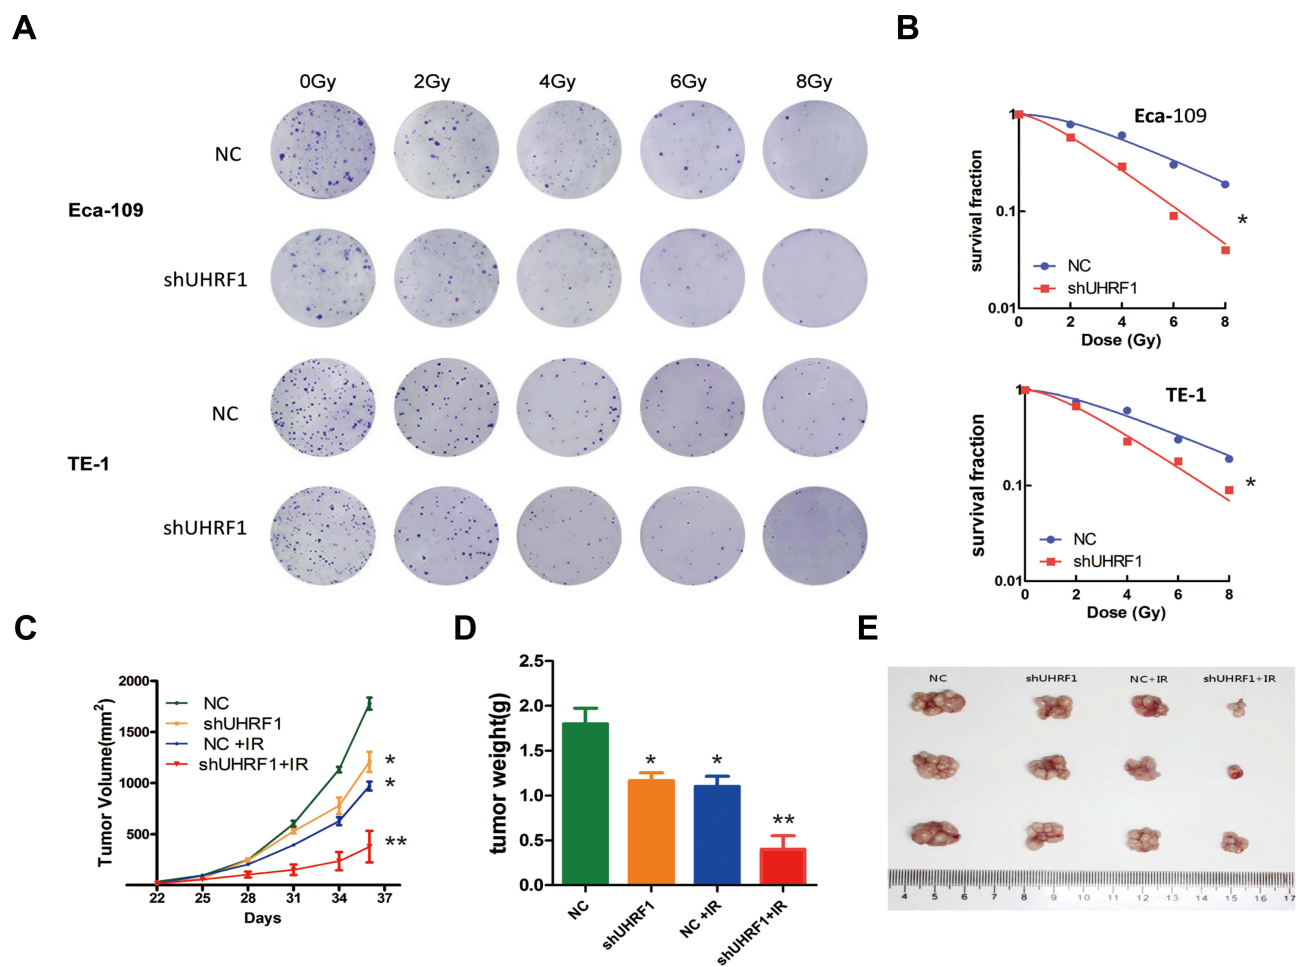 A
0Gy 2Gy 4Gy 6Gy 8Gy
NC
Eca-109
shUHRF1
NC
TE-1
shUHRF1
B
Eca-109
survival fraction
1
0.1
0.01
NC
shUHRF1
*
0 2 4 6 8
Dose (Gy)
TE-1
survival fraction
1
0.1
0.01
NC
shUHRF1
*
0 2 4 6 8
Dose (Gy)
C
Tumor Volume(mm²)
2000
1500
1000
500
NC
shUHRF1
NC +IR
shUHRF1+IR
*
*
**
22 25 28 31 34 37
Days
D
tumor weight(g)
2.5
2.0
1.5
1.0
0.5
0.0
* *
**
NC shUHRF1 NC +IR shUHRF1+IR
E
NC shUHRF1 NC+IR shUHRF1+IR
4 5 6 7 8 9 10 11 12 13 14 15 16 17